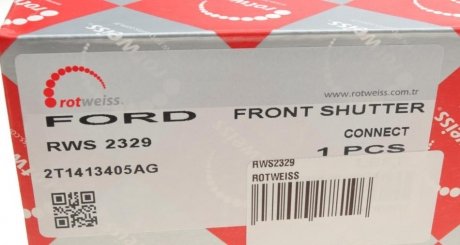 rotweiss
www.rotweiss.com.tr
FORD
FRONT SHUTTER
RWS 2329
CONNECT
2T1413405AG
1 PCS
RWS2329
ROTWEISS